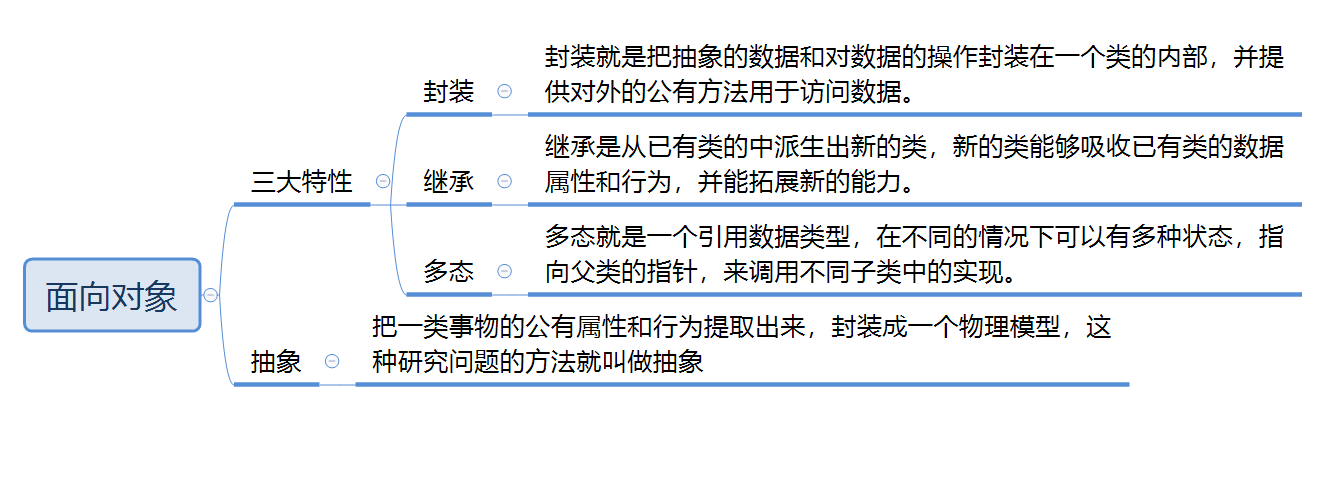 面向对象
三大特性
封装
封装就是把抽象的数据和对数据的操作封装在一个类的内部，并提
供对外的公有方法用于访问数据。
继承
继承是从已有类的中派生出新的类，新的类能够吸收已有类的数据
属性和行为，并能拓展新的能力。
多态
多态就是一个引用数据类型，在不同的情况下可以有多种状态，指
向父类的指针，来调用不同子类中的实现。
抽象
把一类事物的公有属性和行为提取出来，封装成一个物理模型，这
种研究问题的方法就叫做抽象